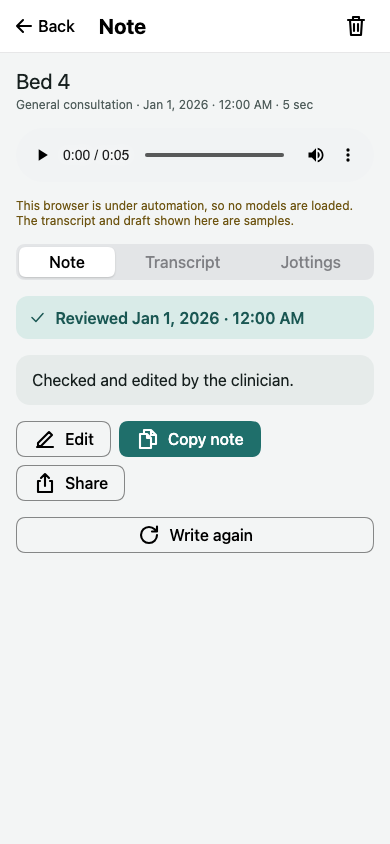 Back
Note
Bed 4
General consultation · Jan 1, 2026 · 12:00 AM · 5 sec
0:00 / 0:05
This browser is under automation, so no models are loaded.
The transcript and draft shown here are samples.
Note
Transcript
Jottings
Reviewed Jan 1, 2026 · 12:00 AM
Checked and edited by the clinician.
Edit
Copy note
Share
Write again